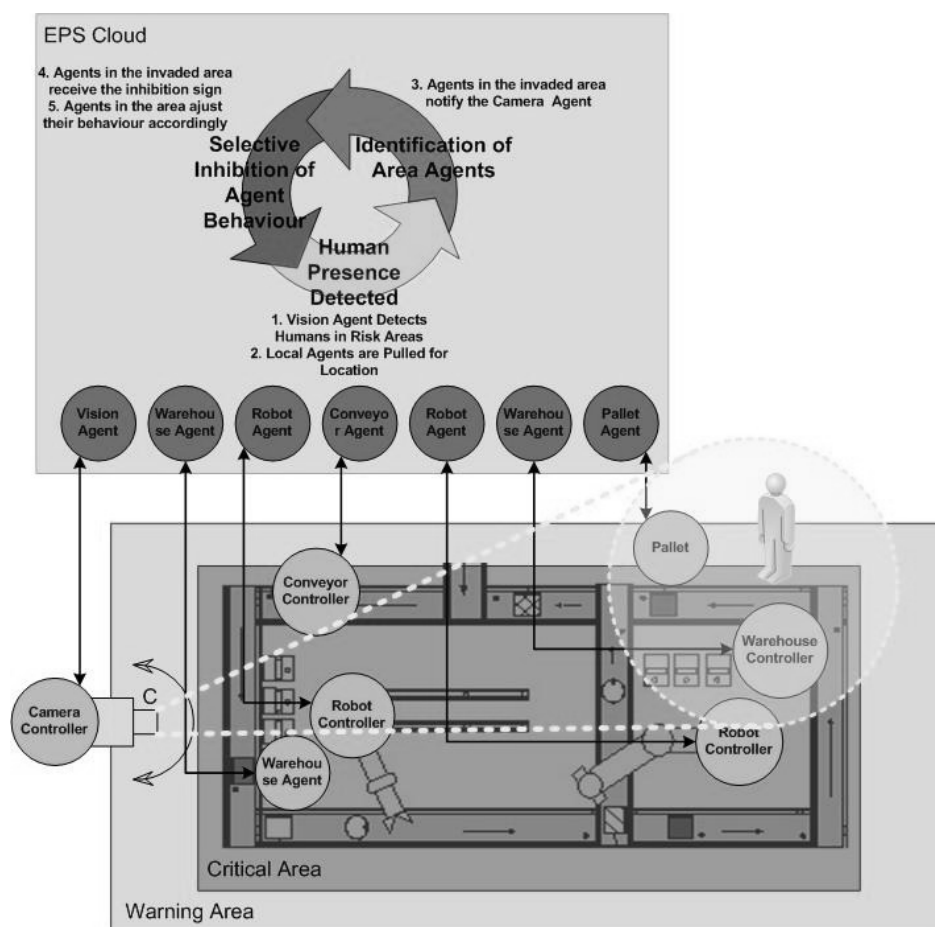 EPS Cloud
4. Agents in the invaded area
receive the inhibition sign
5. Agents in the area ajust
their behaviour accordingly
3. Agents in the invaded area
notify the Camera Agent
Selective
Inhibition of
Agent
Behaviour
Identification of
Area Agents
Human
Presence
Detected
1. Vision Agent Detects
Humans in Risk Areas
2. Local Agents are Pulled for
Location
Vision
Agent
Warehou
se Agent
Robot
Agent
Conveyo
r Agent
Robot
Agent
Warehou
se Agent
Pallet
Agent
Pallet
Conveyor
Controller
Warehouse
Controller
C
Camera
Controller
Robot
Controller
Robot
Controller
Warehou
se Agent
Critical Area
Warning Area